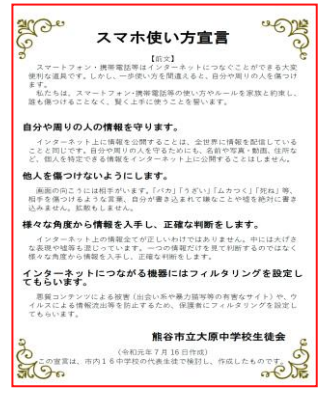 スマホ使い方宣言
【前文】
スマートフォン・携帯電話等はインターネットにつなぐことができる大変
便利な道具です。しかし、一歩使い方を間違えると、自分や周りの人を傷つけ
ます。
私たちは、スマートフォン・携帯電話等の使い方やルールを家族と約束し、
誰も傷つけることなく、賢く上手に使うことを誓います。
自分や周りの人の情報を守ります。
インターネット上に情報を公開することは、全世界に情報を配信している
ことと同じです。自分や周りの人を守るためにも、名前や写真・動画、住所な
ど、個人を特定できる情報をインターネット上に公開することはしません。
他人を傷つけないようにします。
画面の向こうには相手がいます。「バカ」「うざい」「ムカつく」「死ね」等、
相手を傷つけるような言葉、自分が書き込まれて嫌なことや嘘を絶対に書き
込みません。拡散もしません。
様々な角度から情報を入手し、正確な判断をします。
インターネット上の情報全てが正しいわけではありません。中には大げさ
な表現や嘘等も混じっています。一つの情報だけを見て判断するのではなく
様々な角度から情報を入手し、正確な判断をします。
インターネットにつながる機器にはフィルタリングを設定し
てもらいます。
悪質コンテンツによる被害（出会い系や暴力描写等の有害なサイト）や、ウ
イルスによる情報流出等を防止するため、保護者にフィルタリングを設定し
てもらいます。
熊谷市立大原中学校生徒会
（令和元年７月16日作成）
この宣言は、市内１６中学校の代表生徒で検討し、作成したものです。